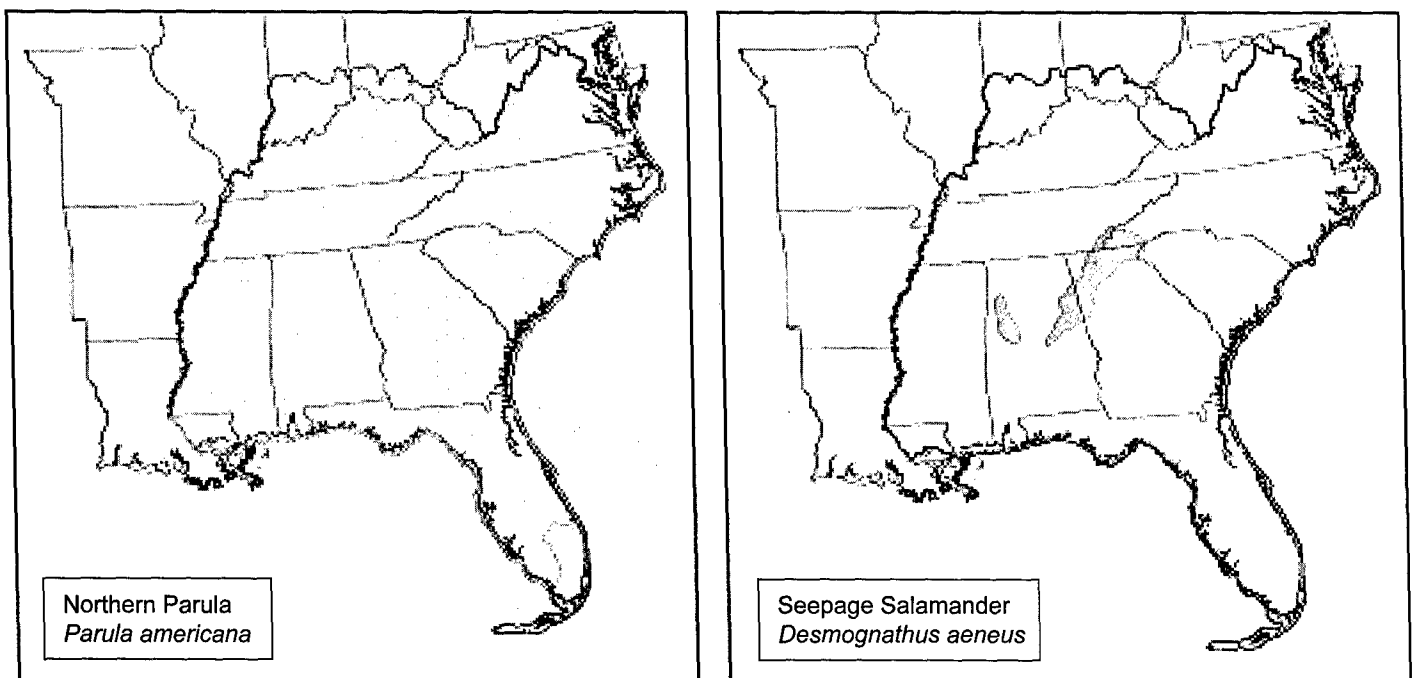 Northern Parula
Parula americana
Seepage Salamander
Desmognathus aeneus